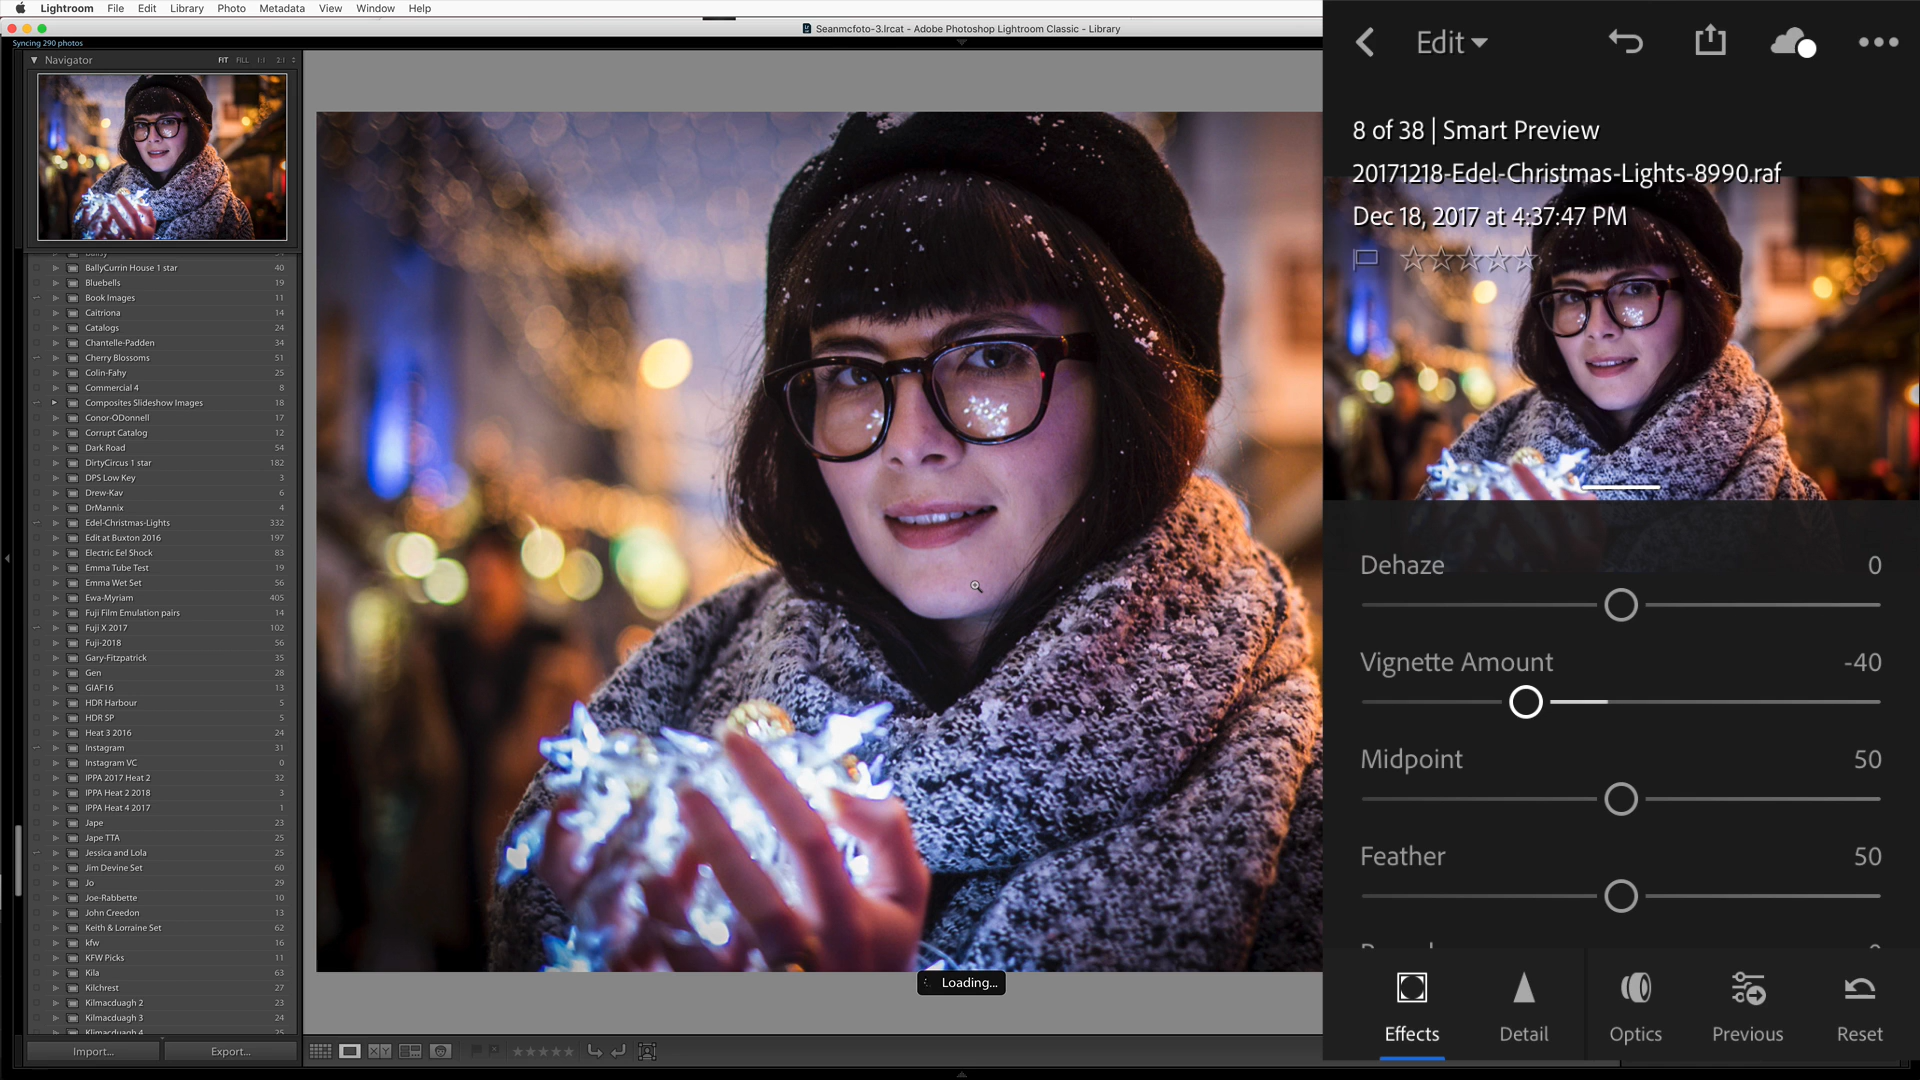 Lightroom File Edit Library Photo Metadata View Window Help
Seanmcfoto-3.lrcat - Adobe Photoshop Lightroom Classic - Library
Syncing 290 photos
Navigator FIT FILL 1:1 2:1
BallyCurrin House 1 star 40
Bluebells 19
Book Images 11
Caitriona 14
Catalogs 24
Chantelle-Padden 34
Cherry Blossoms 51
Colin-Fahy 25
Commercial 4 8
Composites Slideshow Images 18
Conor-ODonnell 17
Corrupt Catalog 12
Dark Road 54
DirtyCircus 1 star 182
DPS Low Key 3
Drew-Kav 6
DrMannix 4
Edel-Christmas-Lights 332
Edit at Buxton 2016 197
Electric Eel Shock 83
Emma Tube Test 19
Emma Wet Set 56
Ewa-Myriam 405
Fuji Film Emulation pairs 14
Fuji X 2017 102
Fuji-2018 56
Gary-Fitzpatrick 35
Gen 28
GIAF16 13
HDR Harbour 5
HDR SP 5
Heat 3 2016 24
Instagram 31
Instagram VC 0
IPPA 2017 Heat 2 32
IPPA Heat 2 2018 3
IPPA Heat 4 2017 1
Jape 23
Jape TTA 25
Jessica and Lola 25
Jim Devine Set 60
Jo 29
Joe-Rabbette 10
John Creedon 13
Keith & Lorraine Set 62
kfw 16
KFW Picks 11
Kila 63
Kilchrest 27
Kilmacduagh 2 23
Kilmacduagh 3 24
Klimacduagh 4 25
Import... Export...
Loading...
Edit
8 of 38 | Smart Preview
20171218-Edel-Christmas-Lights-8990.raf
Dec 18, 2017 at 4:37:47 PM
Dehaze 0
Vignette Amount -40
Midpoint 50
Feather 50
Effects Detail Optics Previous Reset